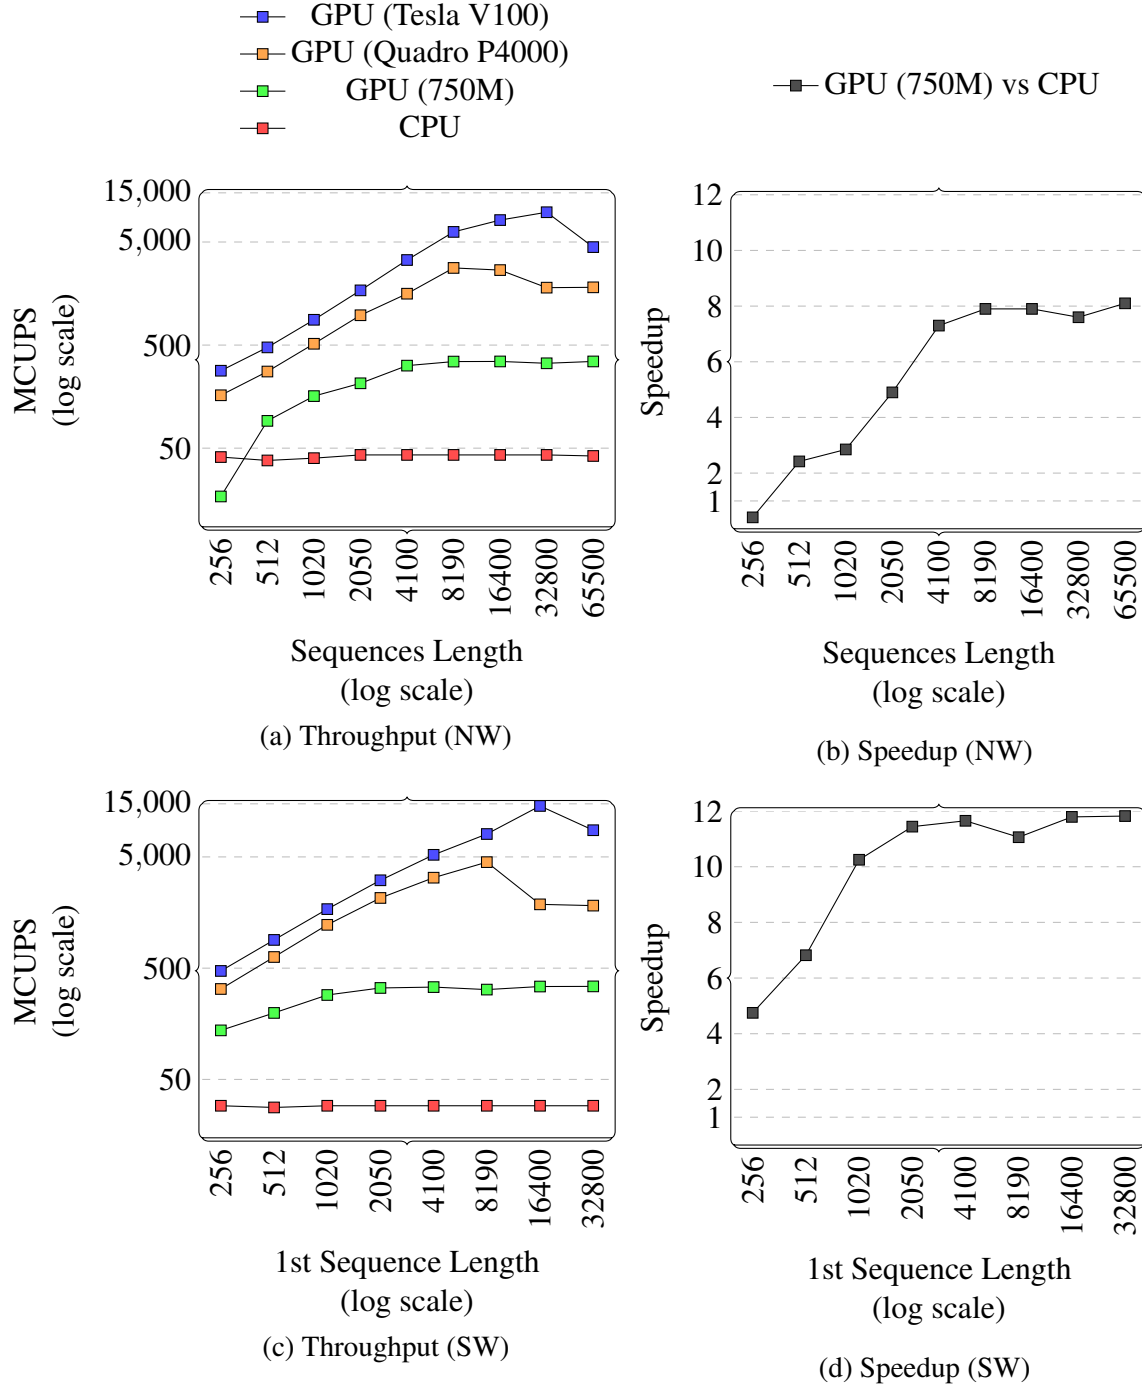 GPU (Tesla V100)
GPU (Quadro P4000)
GPU (750M)
CPU
GPU (750M) vs CPU
15,000
5,000
500
50
MCUPS
(log scale)
256
512
1020
2050
4100
8190
16400
32800
65500
Sequences Length
(log scale)
(a) Throughput (NW)
12
10
8
6
4
2
1
Speedup
256
512
1020
2050
4100
8190
16400
32800
65500
Sequences Length
(log scale)
(b) Speedup (NW)
15,000
5,000
500
50
MCUPS
(log scale)
256
512
1020
2050
4100
8190
16400
32800
1st Sequence Length
(log scale)
(c) Throughput (SW)
12
10
8
6
4
2
1
Speedup
256
512
1020
2050
4100
8190
16400
32800
1st Sequence Length
(log scale)
(d) Speedup (SW)